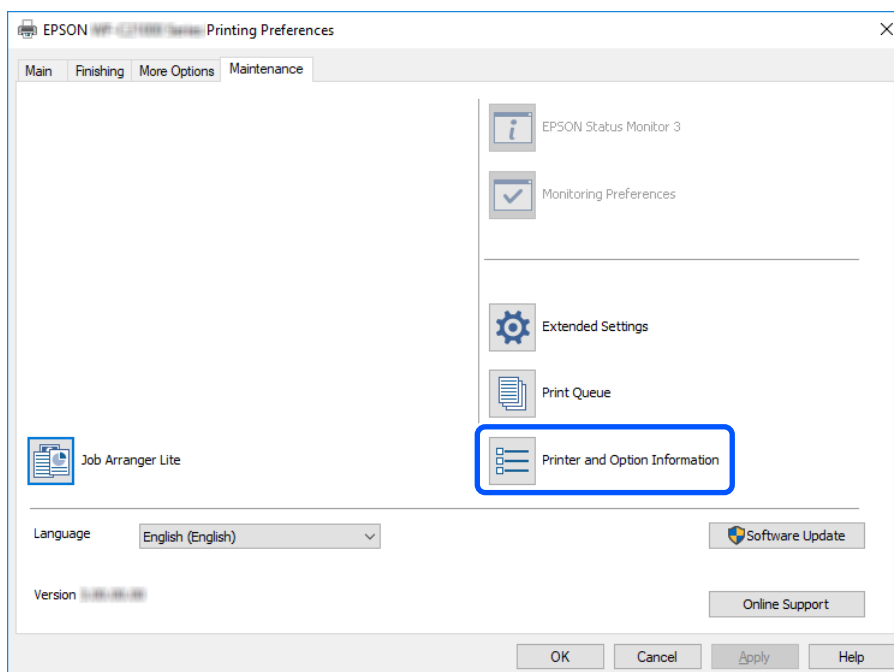 EPSON Printing Preferences
Main Finishing More Options Maintenance
EPSON Status Monitor 3
Monitoring Preferences
Extended Settings
Print Queue
Job Arranger Lite
Printer and Option Information
Language English (English)
Software Update
Version
Online Support
OK Cancel Apply Help